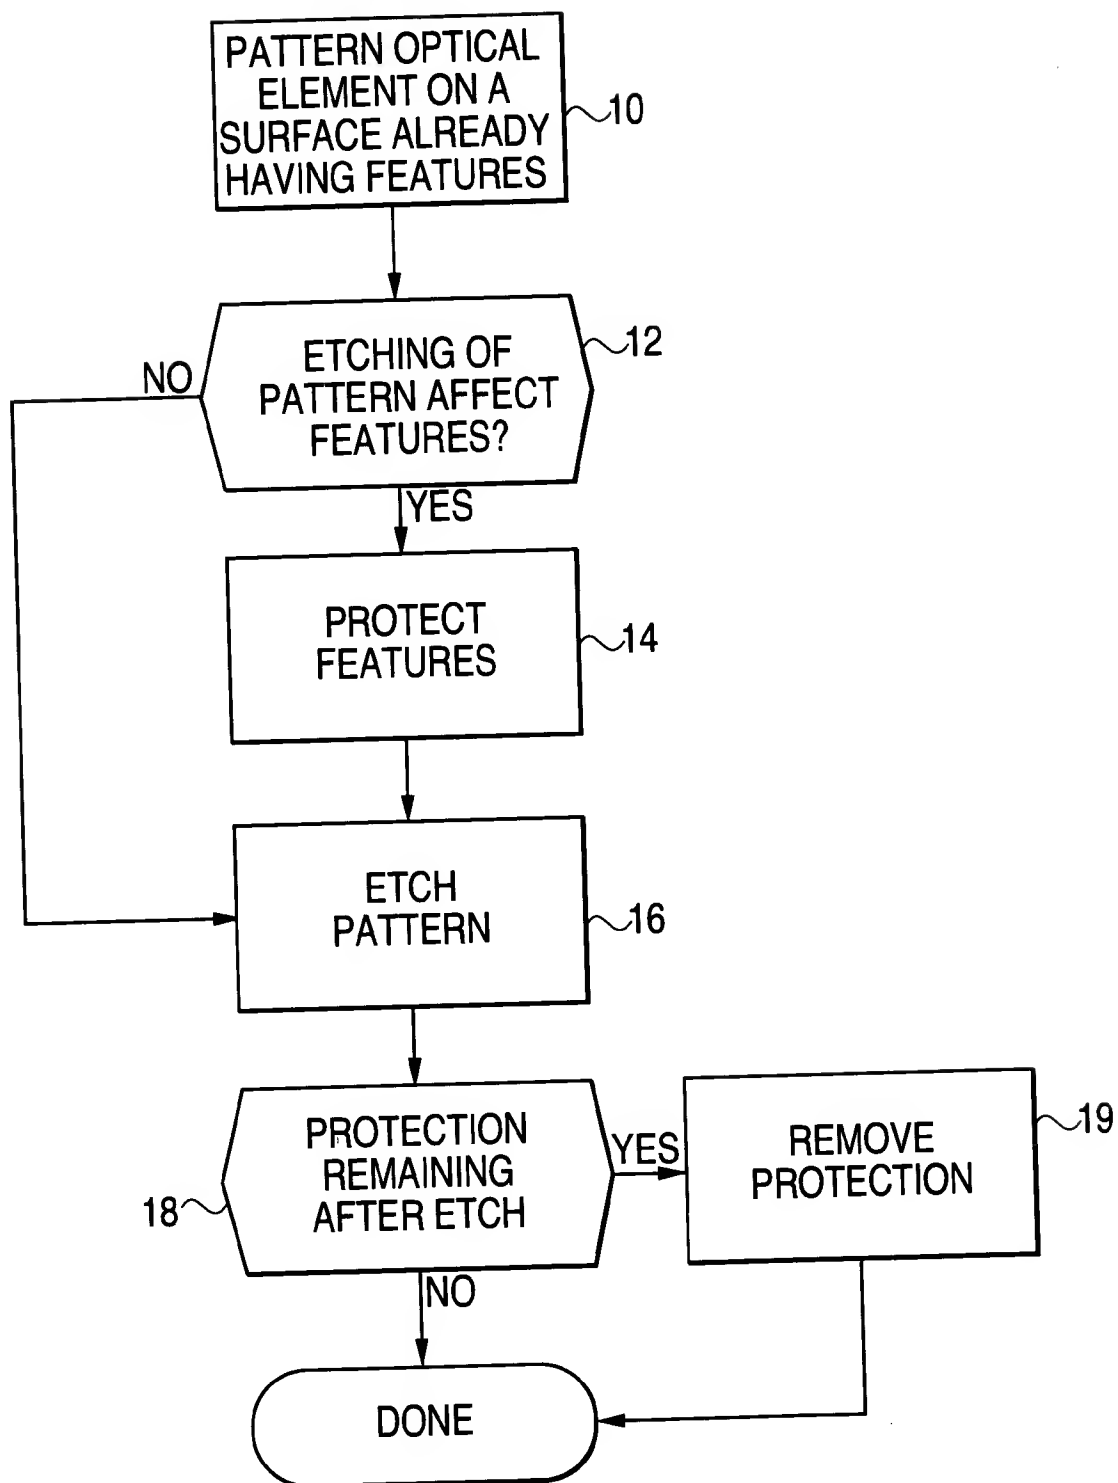 PATTERN OPTICAL
ELEMENT ON A
SURFACE ALREADY
HAVING FEATURES
10
ETCHING OF
PATTERN AFFECT
FEATURES?
12
NO
YES
PROTECT
FEATURES
14
ETCH
PATTERN
16
PROTECTION
REMAINING
AFTER ETCH
18
YES
REMOVE
PROTECTION
19
NO
DONE